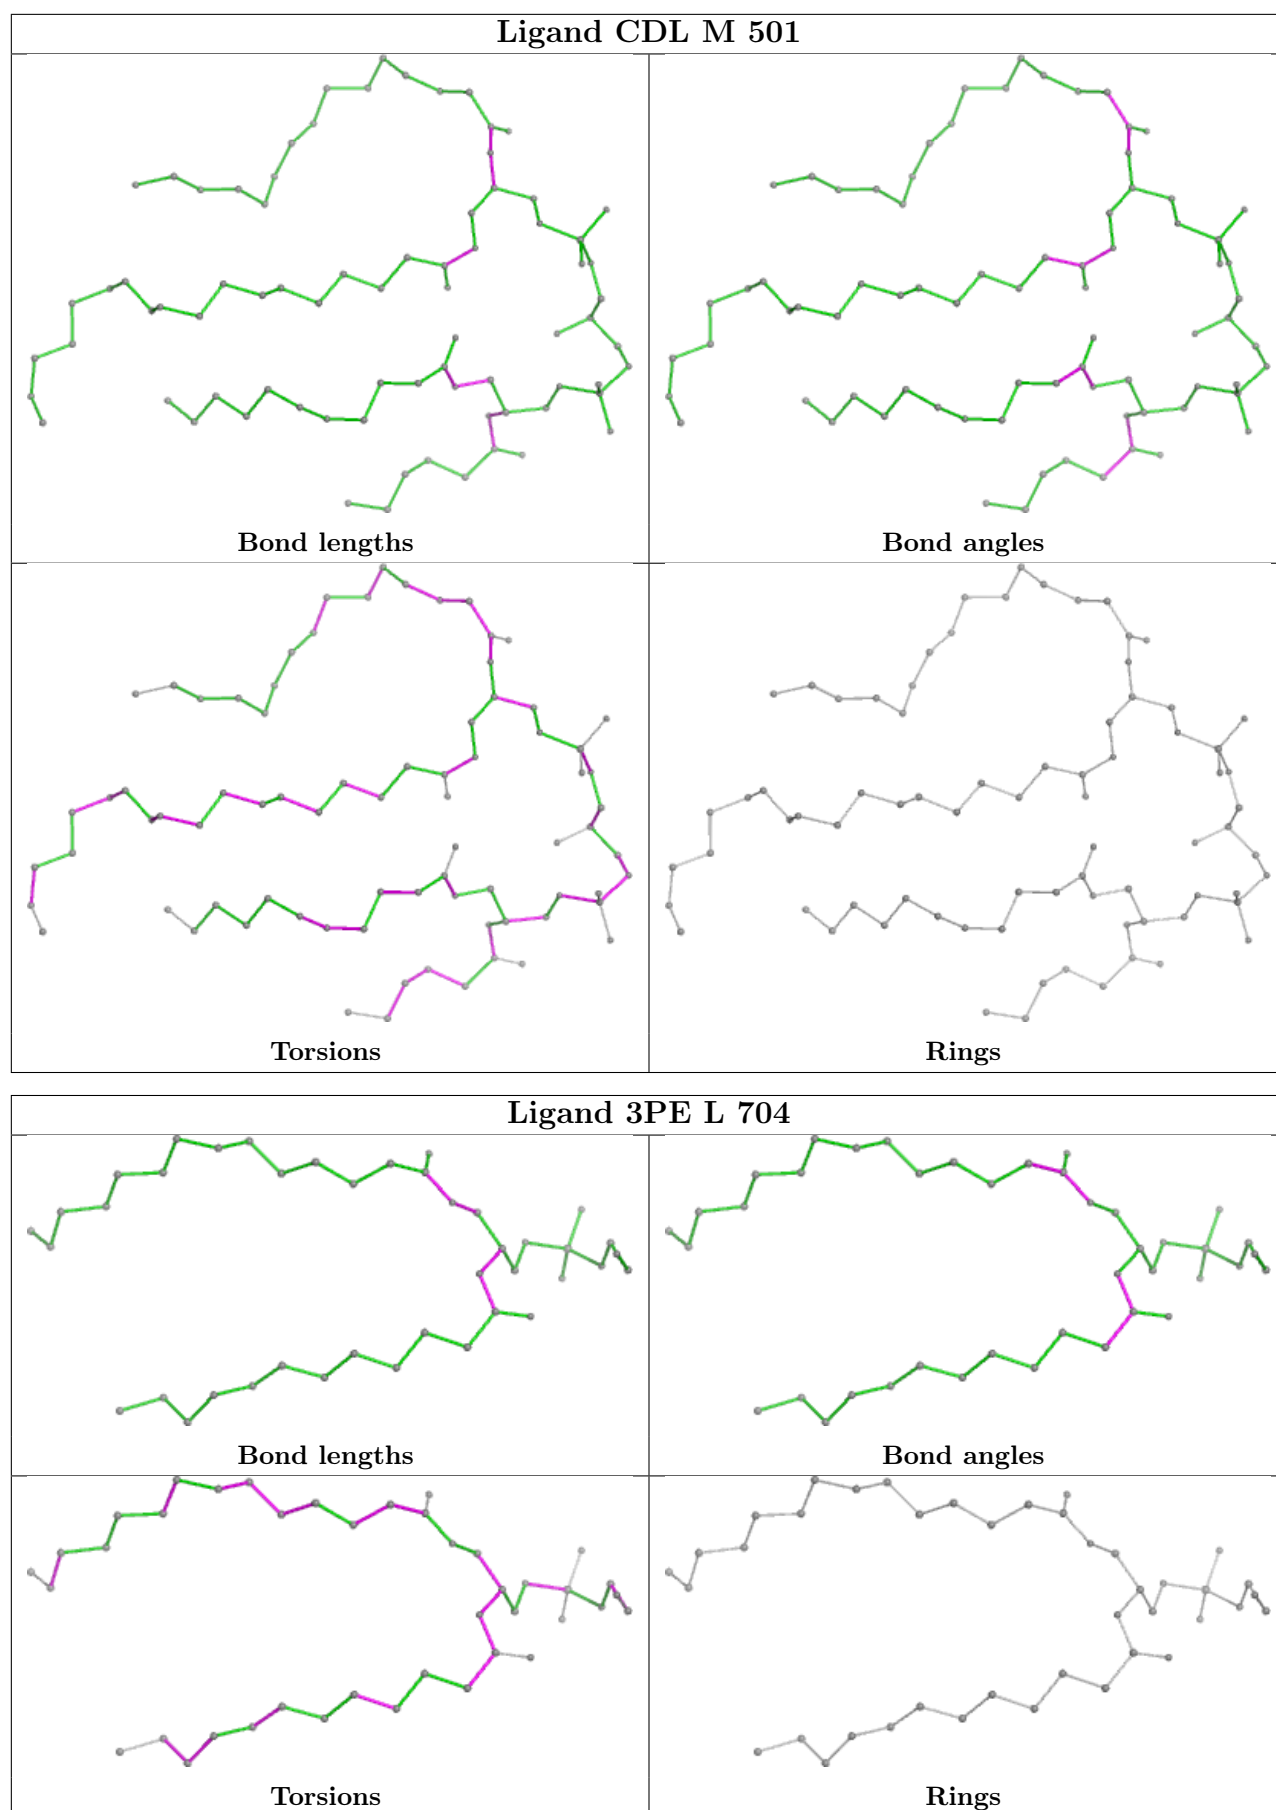 Ligand CDL M 501
Bond lengths
Bond angles
Torsions
Rings
Ligand 3PE L 704
Bond lengths
Bond angles
Torsions
Rings